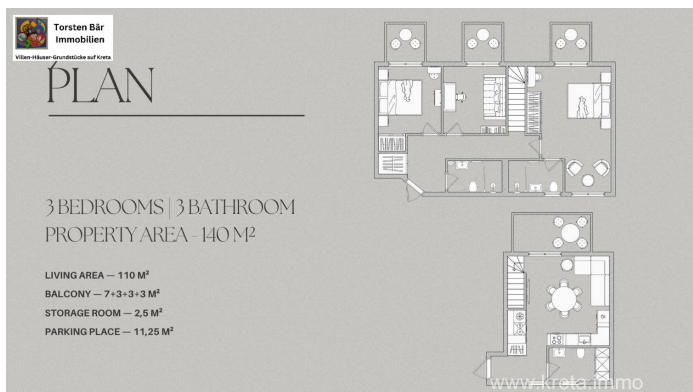 Torsten Bär
Immobilien
Villen-Häuser-Grundstücke auf Kreta
PLAN
3 BEDROOMS | 3 BATHROOM
PROPERTY AREA - 140 M²
LIVING AREA — 110 M²
BALCONY — 7+3+3+3 M²
STORAGE ROOM — 2,5 M²
PARKING PLACE — 11,25 M²
www.kreta.immo